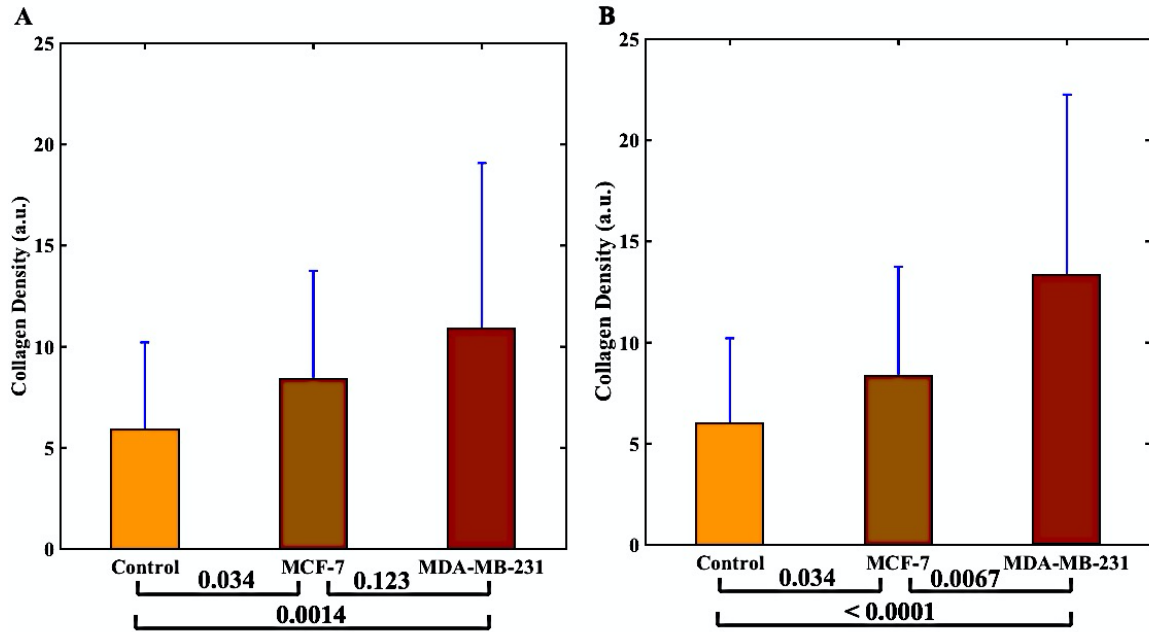 A
25
20
15
10
5
0
Collagen Density (a.u.)
Control MCF-7 MDA-MB-231
0.034 0.123
0.0014
B
25
20
15
10
5
0
Collagen Density (a.u.)
Control MCF-7 MDA-MB-231
0.034 0.0067
< 0.0001